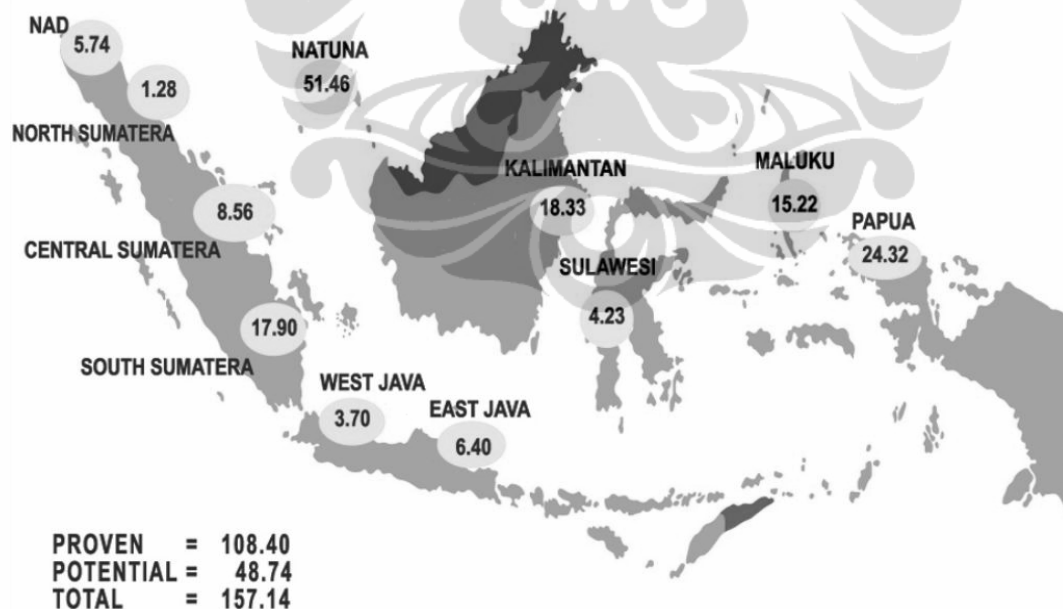 NAD
5.74
1.28
NORTH SUMATERA
NATUNA
51.46
KALIMANTAN
18.33
MALUKU
15.22
PAPUA
24.32
8.56
CENTRAL SUMATERA
SULAWESI
4.23
17.90
SOUTH SUMATERA
WEST JAVA
3.70
EAST JAVA
6.40
PROVEN = 108.40
POTENTIAL = 48.74
TOTAL = 157.14